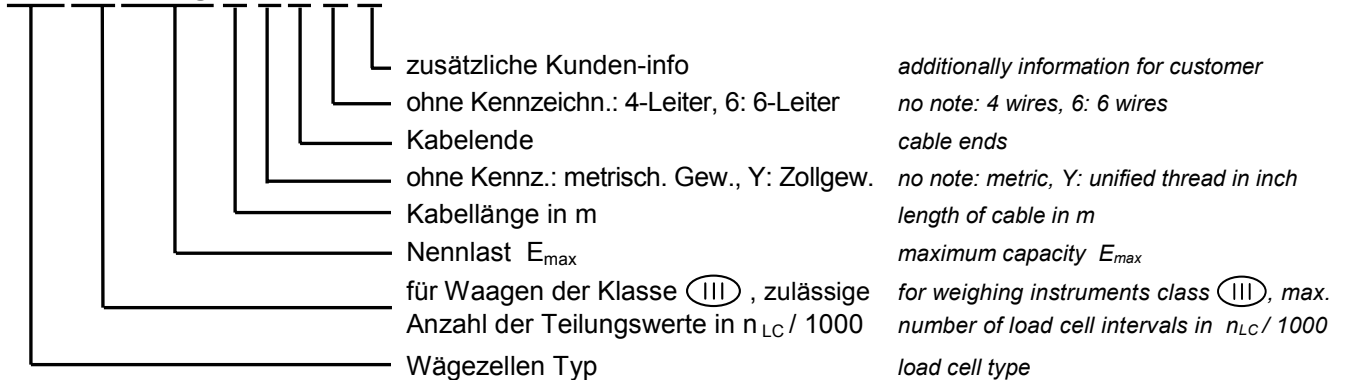 zusätzliche Kunden-info additionally information for customer
ohne Kennzeichn.: 4-Leiter, 6: 6-Leiter no note: 4 wires, 6: 6 wires
Kabelende cable ends
ohne Kennz.: metrisch. Gew., Y: Zollgew. no note: metric, Y: unified thread in inch
Kabellänge in m length of cable in m
Nennlast Emax maximum capacity Emax
für Waagen der Klasse III , zulässige for weighing instruments class III, max.
Anzahl der Teilungswerte in n LC / 1000 number of load cell intervals in nLC / 1000
Wägezellen Typ load cell type